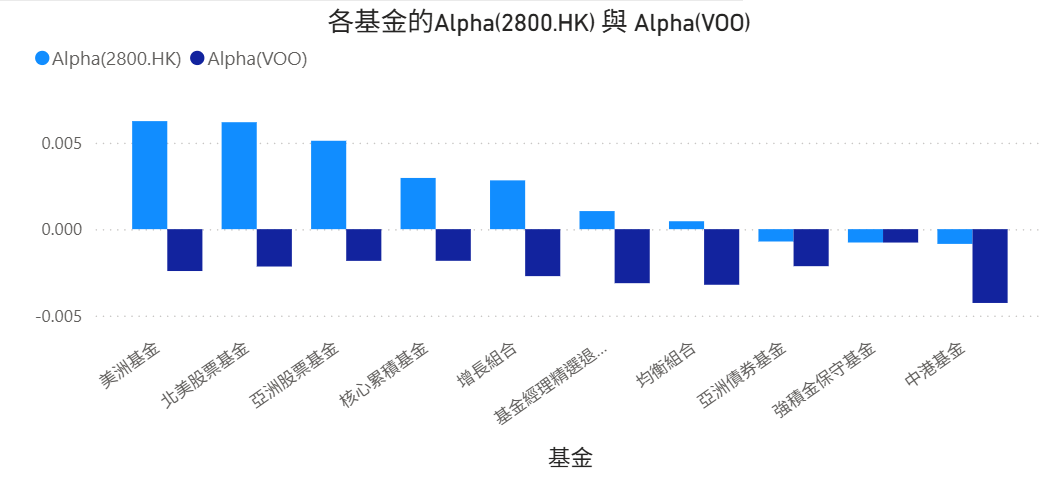 各基金的Alpha(2800.HK) 與 Alpha(VOO)
Alpha(2800.HK) Alpha(VOO)
0.005
0.000
-0.005
美洲基金
北美股票基金
亞洲股票基金
核心累積基金
增長組合
基金經理精選退...
均衡組合
亞洲債券基金
強積金保守基金
中港基金
基金